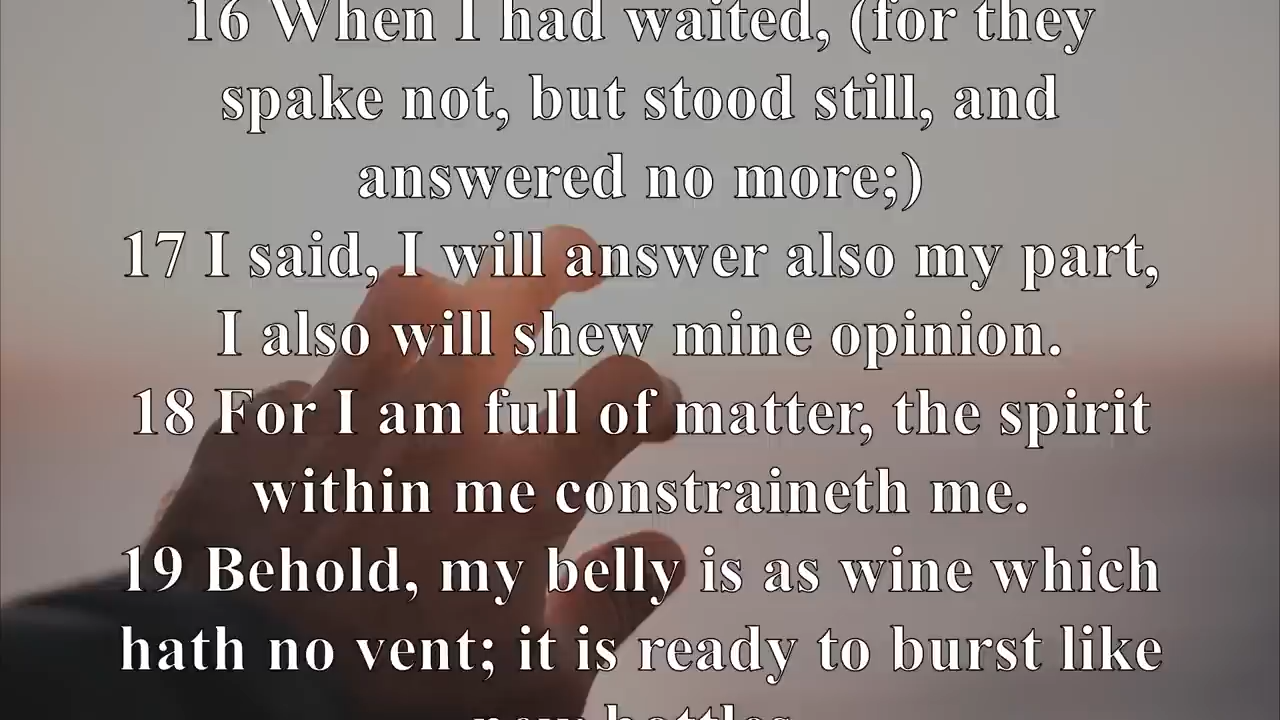 16 When I had waited, (for they
spake not, but stood still, and
answered no more;)
17 I said, I will answer also my part,
I also will shew mine opinion.
18 For I am full of matter, the spirit
within me constraineth me.
19 Behold, my belly is as wine which
hath no vent; it is ready to burst like
new bottles.